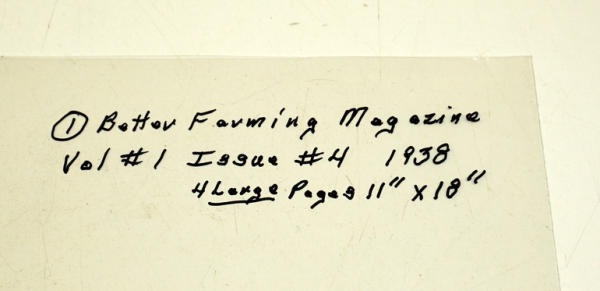 ① Better Farming Magazine
Vol #1 Issue #4 1938
4 Large Pages 11" x 18"